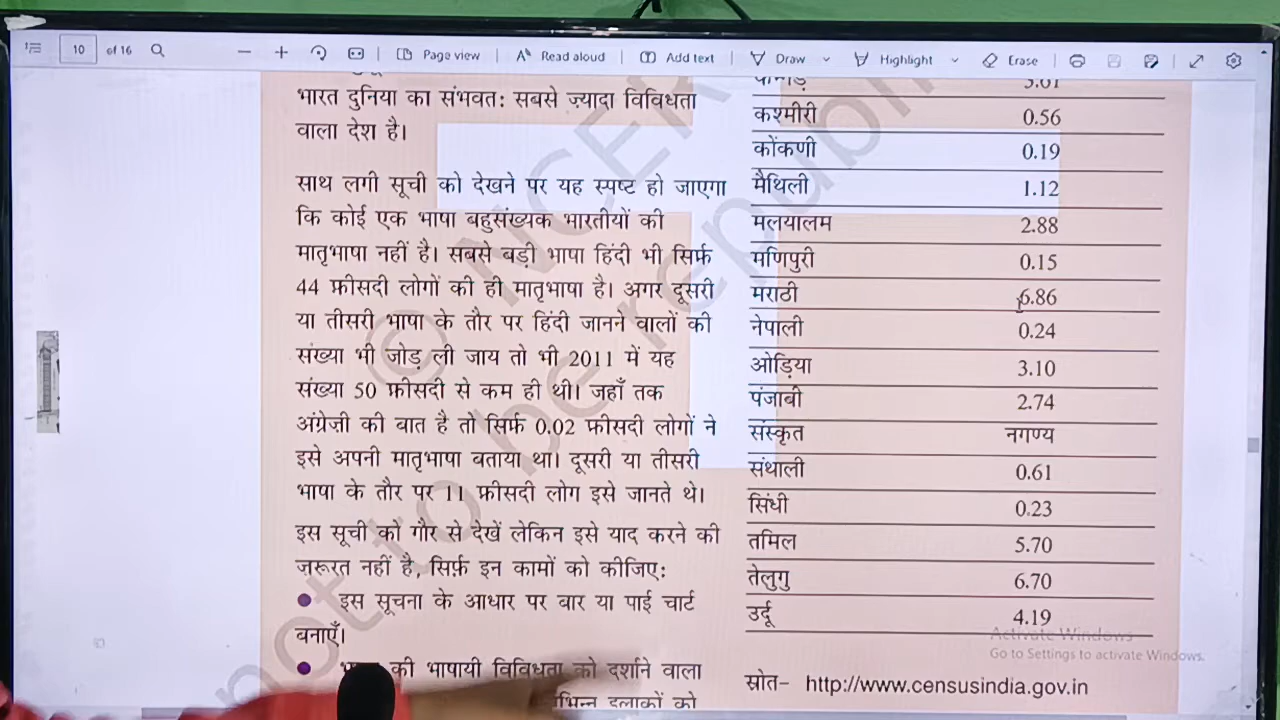 10 of 16 Page view Read aloud Add text Draw Highlight Erase
भारत दुनिया का संभवत: सबसे ज़्यादा विविधता
वाला देश है।
साथ लगी सूची को देखने पर यह स्पष्ट हो जाएगा
कि कोई एक भाषा बहुसंख्यक भारतीयों की
मातृभाषा नहीं है। सबसे बड़ी भाषा हिंदी भी सिर्फ़
44 फ़ीसदी लोगों की ही मातृभाषा है। अगर दूसरी
या तीसरी भाषा के तौर पर हिंदी जानने वालों की
संख्या भी जोड़ ली जाय तो भी 2011 में यह
संख्या 50 फ़ीसदी से कम ही थी। जहाँ तक
अंग्रेज़ी की बात है तो सिर्फ़ 0.02 फ़ीसदी लोगों ने
इसे अपनी मातृभाषा बताया था। दूसरी या तीसरी
भाषा के तौर पर 11 फ़ीसदी लोग इसे जानते थे।
इस सूची को गौर से देखें लेकिन इसे याद करने की
ज़रूरत नहीं है, सिर्फ़ इन कामों को कीजिए:
● इस सूचना के आधार पर बार या पाई चार्ट
बनाएँ।
● की भाषायी विविधता को दर्शाने वाला
इलाकों को
कश्मीरी 0.56
कोंकणी 0.19
मैथिली 1.12
मलयालम 2.88
मणिपुरी 0.15
मराठी 6.86
नेपाली 0.24
ओड़िया 3.10
पंजाबी 2.74
संस्कृत नगण्य
संथाली 0.61
सिंधी 0.23
तमिल 5.70
तेलुगु 6.70
उर्दू 4.19
स्रोत- http://www.censusindia.gov.in
Activate Windows
Go to Settings to activate Windows.
not to be republi